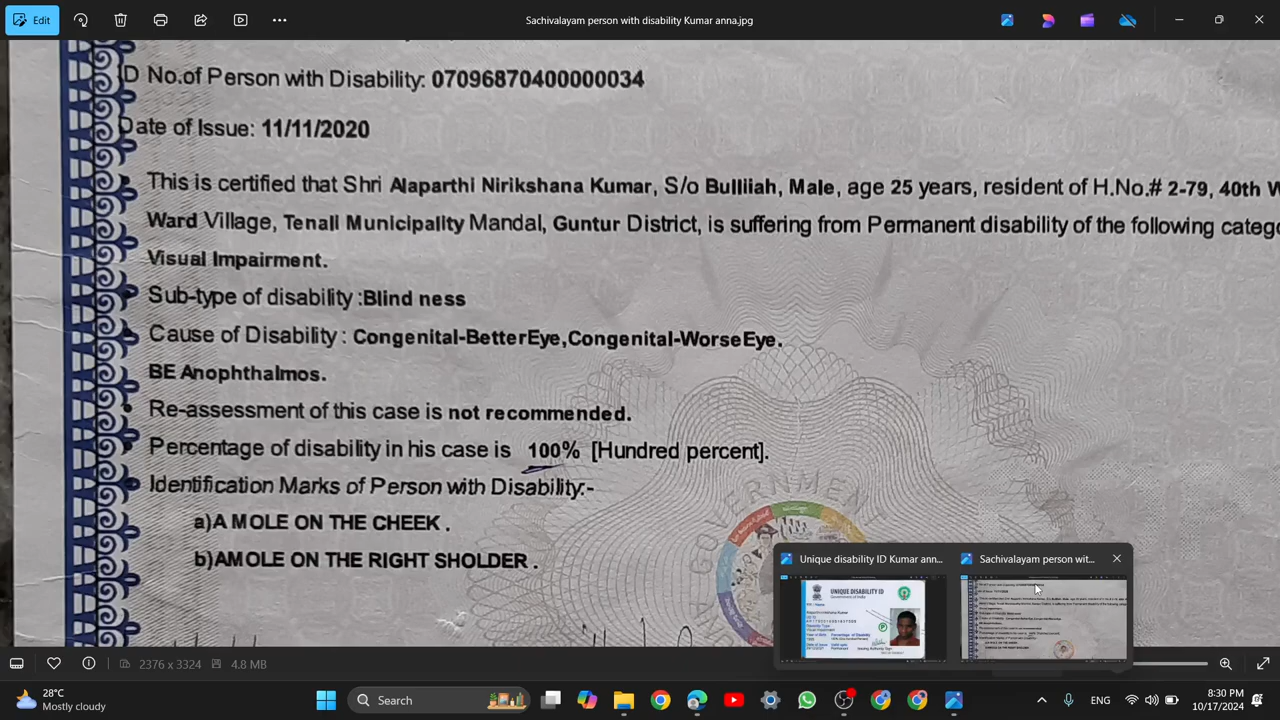 Edit
Sachivalayam person with disability Kumar anna.jpg
ID No.of Person with Disability: 07096870400000034
Date of Issue: 11/11/2020
This is certified that Shri Alaparthi Nirikshana Kumar, S/o Bulliiah, Male, age 25 years, resident of H.No.# 2-79, 40th W
Ward Village, Tenali Municipality Mandal, Guntur District, is suffering from Permanent disability of the following catego
Visual Impairment.
Sub-type of disability :Blind ness
Cause of Disability : Congenital-BetterEye,Congenital-WorseEye.
BE Anophthalmos.
Re-assessment of this case is not recommended.
Percentage of disability in his case is 100% [Hundred percent].
Identification Marks of Person with Disability:-
a)A MOLE ON THE CHEEK .
b)AMOLE ON THE RIGHT SHOLDER .
GOVERNMEN
Unique disability ID Kumar ann...
Sachivalayam person wit...
UNIQUE DISABILITY ID
Government of India
2376 x 3324
4.8 MB
28°C
Mostly cloudy
Search
ENG
8:30 PM
10/17/2024